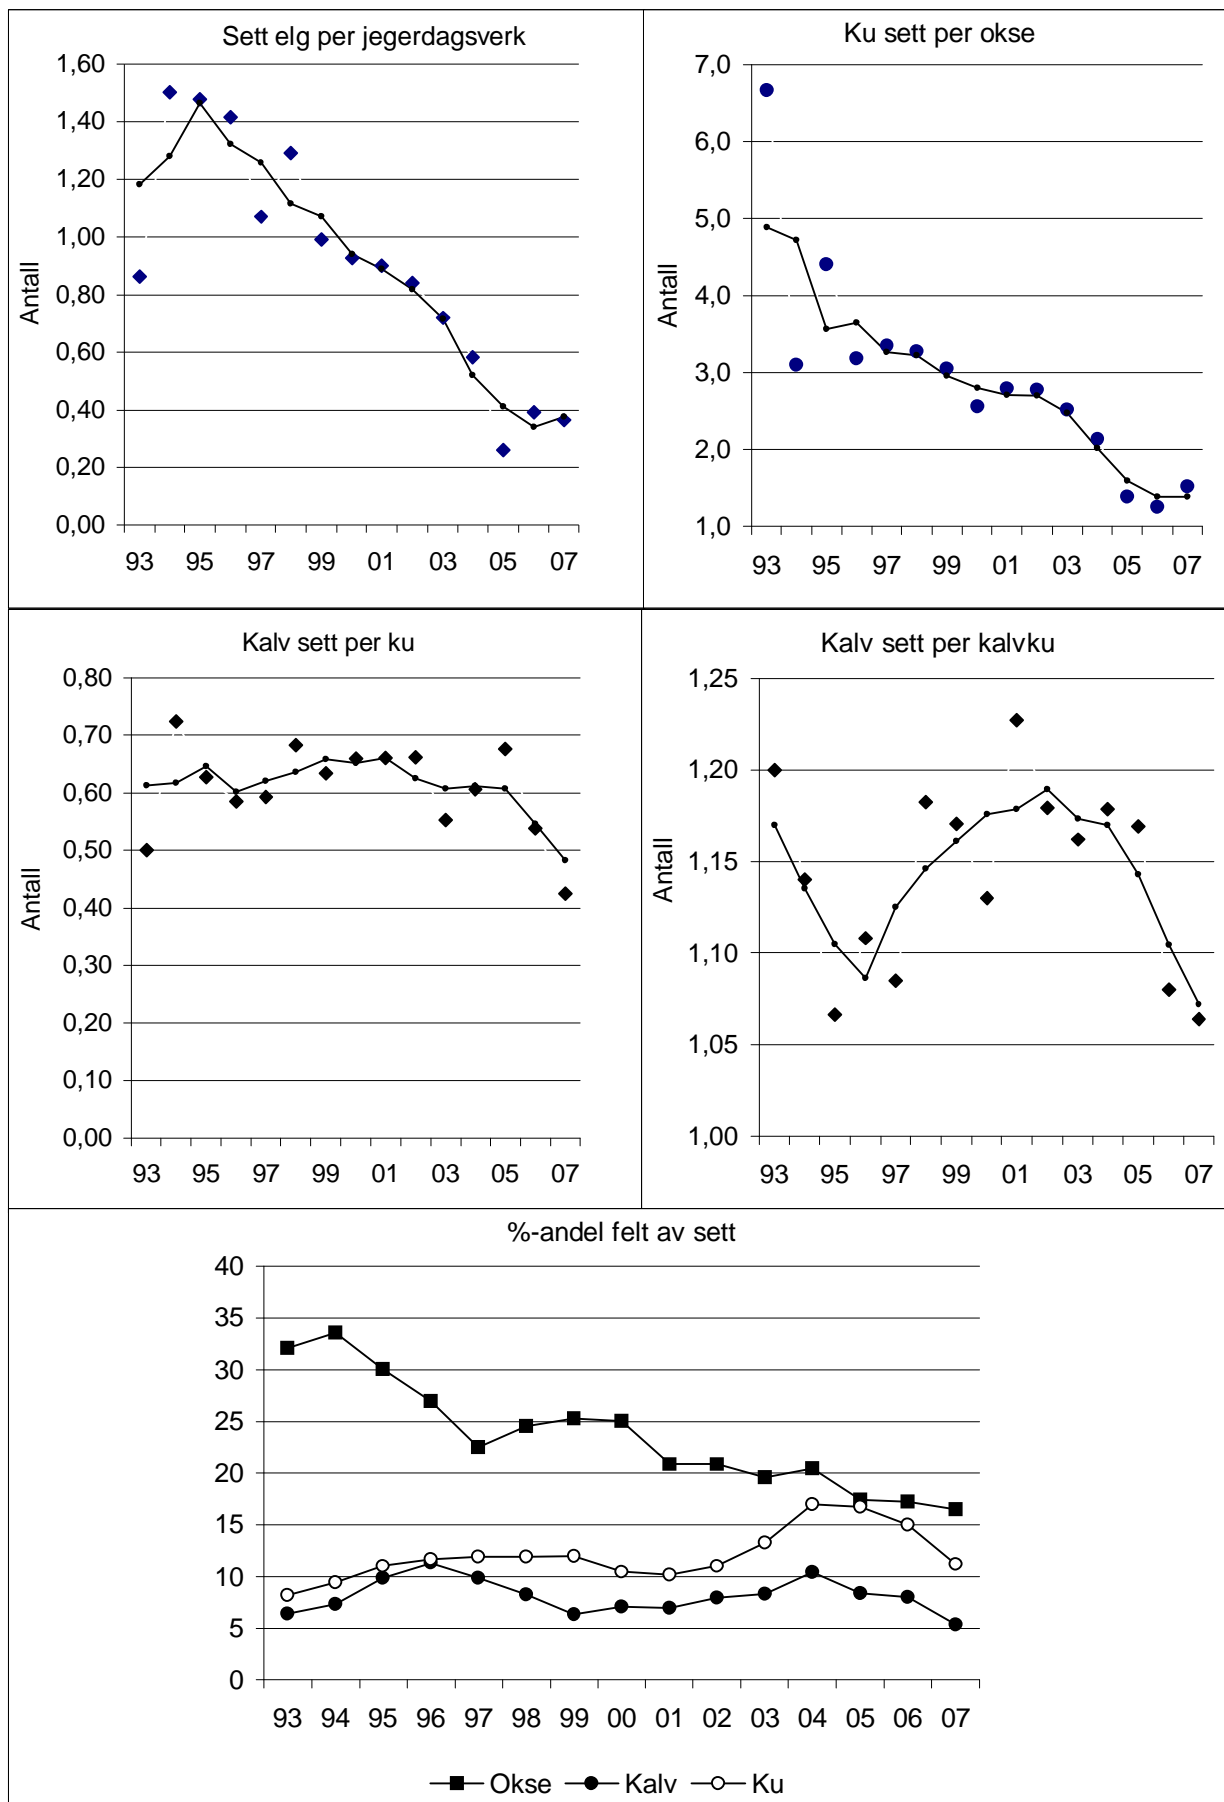 Sett elg per jegerdagsverk
1,60
1,40
1,20
1,00
0,80
0,60
0,40
0,20
0,00
Antall
93 95 97 99 01 03 05 07
Ku sett per okse
7,0
6,0
5,0
4,0
3,0
2,0
1,0
Antall
93 95 97 99 01 03 05 07
Kalv sett per ku
0,80
0,70
0,60
0,50
0,40
0,30
0,20
0,10
0,00
Antall
93 95 97 99 01 03 05 07
Kalv sett per kalvku
1,25
1,20
1,15
1,10
1,05
1,00
Antall
93 95 97 99 01 03 05 07
%-andel felt av sett
40
35
30
25
20
15
10
5
0
93 94 95 96 97 98 99 00 01 02 03 04 05 06 07
Okse Kalv Ku